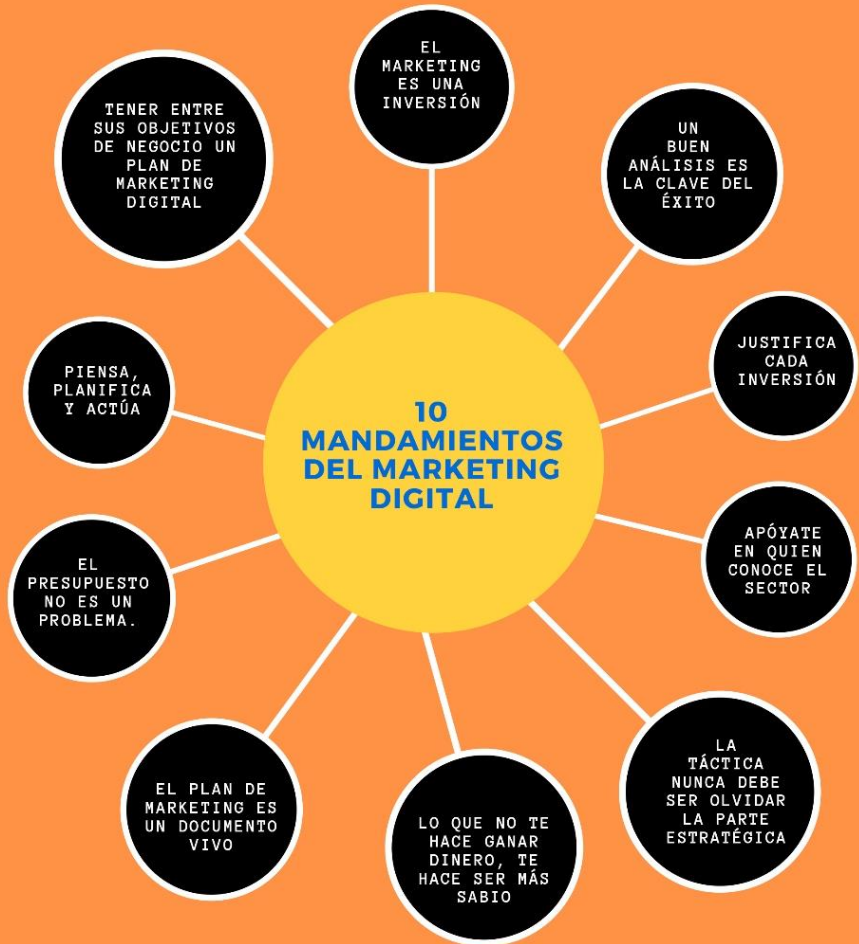 10
MANDAMIENTOS
DEL MARKETING
DIGITAL
EL
MARKETING
ES UNA
INVERSIÓN
UN
BUEN
ANÁLISIS ES
LA CLAVE DEL
ÉXITO
JUSTIFICA
CADA
INVERSIÓN
APÓYATE
EN QUIEN
CONOCE EL
SECTOR
LA
TÁCTICA
NUNCA DEBE
SER OLVIDAR
LA PARTE
ESTRATÉGICA
LO QUE NO TE
HACE GANAR
DINERO, TE
HACE SER MÁS
SABIO
EL PLAN DE
MARKETING ES
UN DOCUMENTO
VIVO
EL
PRESUPUESTO
NO ES UN
PROBLEMA.
PIENSA,
PLANIFICA
Y ACTÚA
TENER ENTRE
SUS OBJETIVOS
DE NEGOCIO UN
PLAN DE
MARKETING
DIGITAL